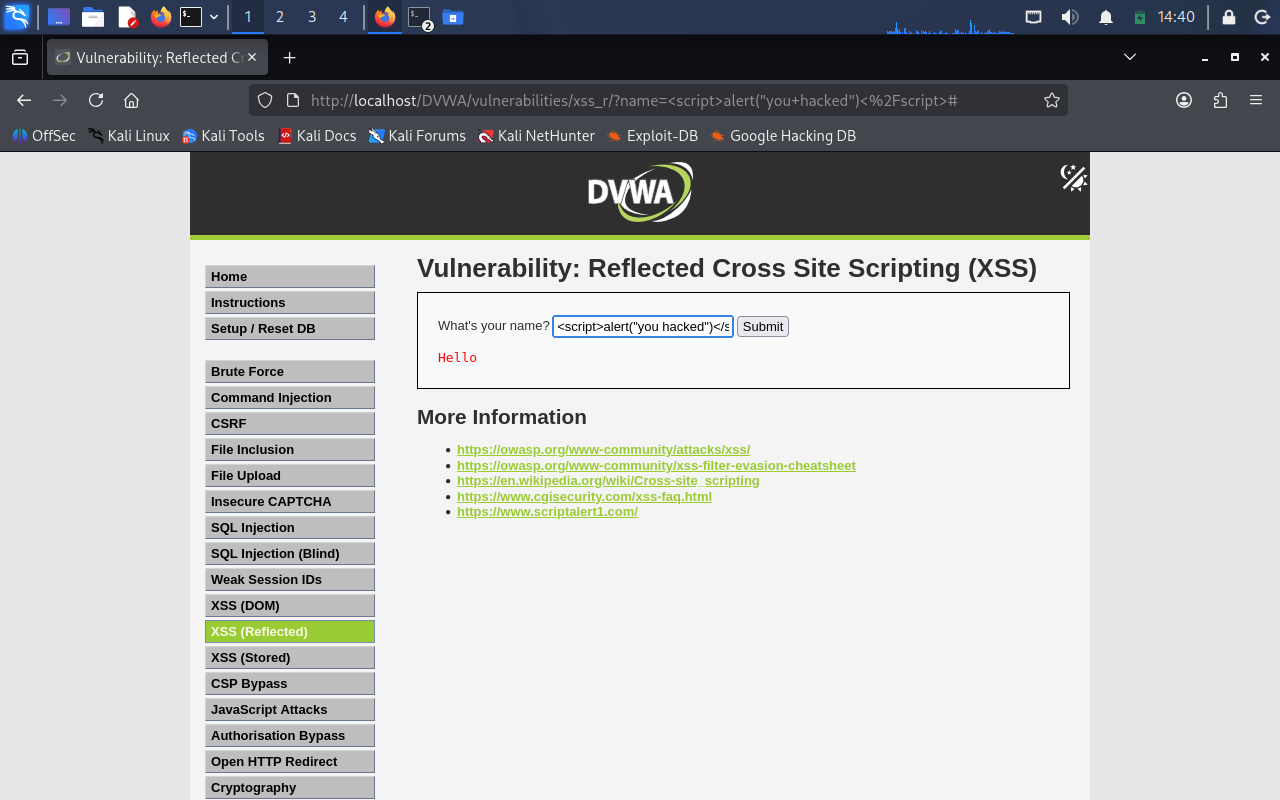 1 2 3 4 2 14:40
Vulnerability: Reflected C
http://localhost/DVWA/vulnerabilities/xss_r/?name=<script>alert("you+hacked")<%2Fscript>#
OffSec Kali Linux Kali Tools Kali Docs Kali Forums Kali NetHunter Exploit-DB Google Hacking DB
DVWA
Home
Instructions
Setup / Reset DB
Brute Force
Command Injection
CSRF
File Inclusion
File Upload
Insecure CAPTCHA
SQL Injection
SQL Injection (Blind)
Weak Session IDs
XSS (DOM)
XSS (Reflected)
XSS (Stored)
CSP Bypass
JavaScript Attacks
Authorisation Bypass
Open HTTP Redirect
Cryptography
Vulnerability: Reflected Cross Site Scripting (XSS)
What's your name? <script>alert("you hacked")</s Submit
Hello
More Information
https://owasp.org/www-community/attacks/xss/
https://owasp.org/www-community/xss-filter-evasion-cheatsheet
https://en.wikipedia.org/wiki/Cross-site_scripting
https://www.cgisecurity.com/xss-faq.html
https://www.scriptalert1.com/